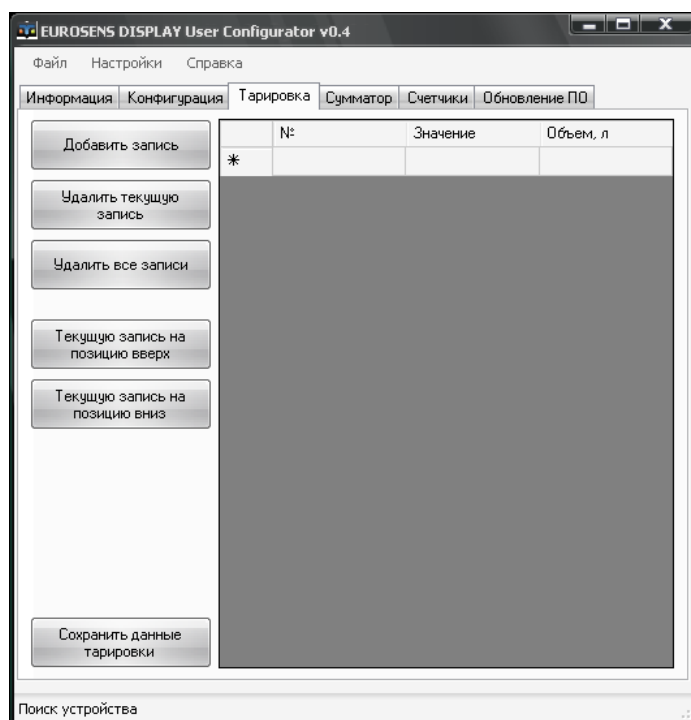 EUROSENS DISPLAY User Configurator v0.4
Файл Настройки Справка
Информация Конфигурация Тарировка Сумматор Счетчики Обновление ПО
№ Значение Объем, л
Добавить запись
Удалить текущую
запись
Удалить все записи
Текущую запись на
позицию вверх
Текущую запись на
позицию вниз
Сохранить данные
тарировки
Поиск устройства